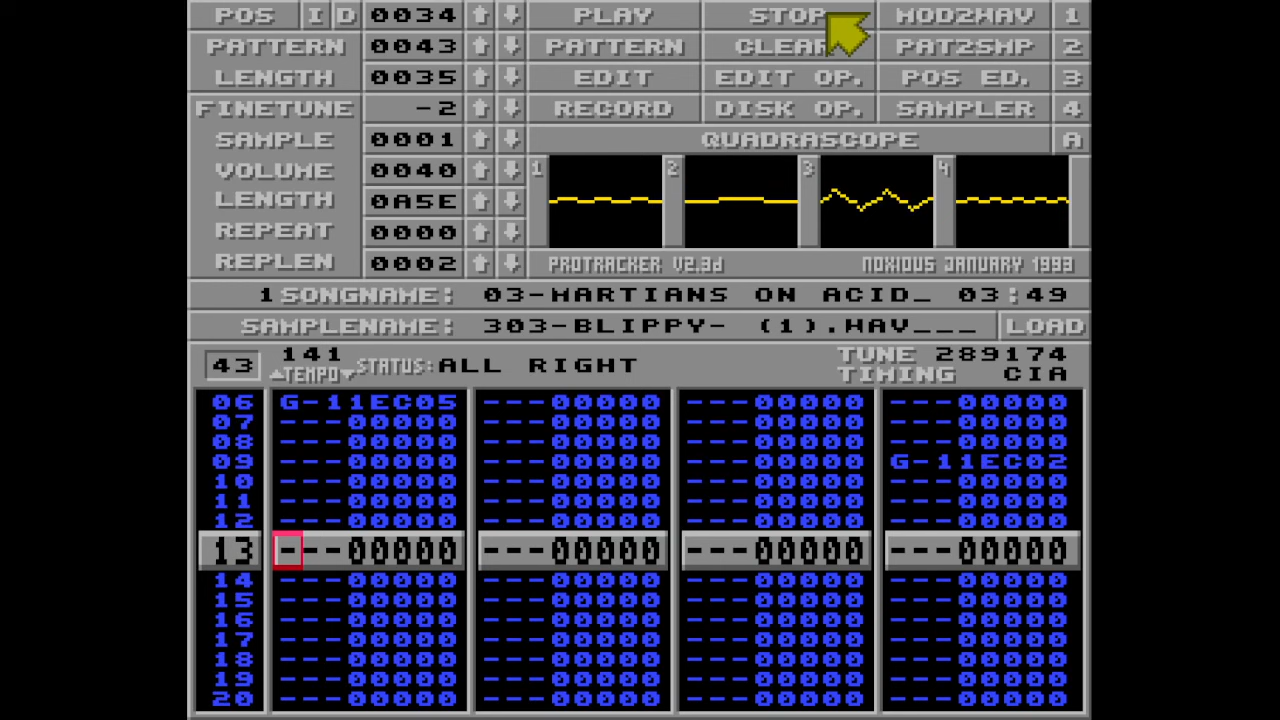 POS I D 0034 PLAY STOP MOD2WAV 1
PATTERN 0043 PATTERN CLEAR PAT2SMP 2
LENGTH 0035 EDIT EDIT OP. POS ED. 3
FINETUNE -2 RECORD DISK OP. SAMPLER 4
SAMPLE 0001 QUADRASCOPE A
VOLUME 0040 1 2 3 4
LENGTH 0A5E
REPEAT 0000
REPLEN 0002 PROTRACKER V2.3d NOXIOUS JANUARY 1993
1 SONGNAME: 03-MARTIANS ON ACID_ 03:49
SAMPLENAME: 303-BLIPPY- (1).WAV___ LOAD
43 141 TEMPO STATUS: ALL RIGHT TUNE 289174
TIMING CIA
06 G-11EC05 ---00000 ---00000 ---00000
07 ---00000 ---00000 ---00000 ---00000
08 ---00000 ---00000 ---00000 ---00000
09 ---00000 ---00000 ---00000 G-11EC02
10 ---00000 ---00000 ---00000 ---00000
11 ---00000 ---00000 ---00000 ---00000
12 ---00000 ---00000 ---00000 ---00000
13 ---00000 ---00000 ---00000 ---00000
14 ---00000 ---00000 ---00000 ---00000
15 ---00000 ---00000 ---00000 ---00000
16 ---00000 ---00000 ---00000 ---00000
17 ---00000 ---00000 ---00000 ---00000
18 ---00000 ---00000 ---00000 ---00000
19 ---00000 ---00000 ---00000 ---00000
20 ---00000 ---00000 ---00000 ---00000